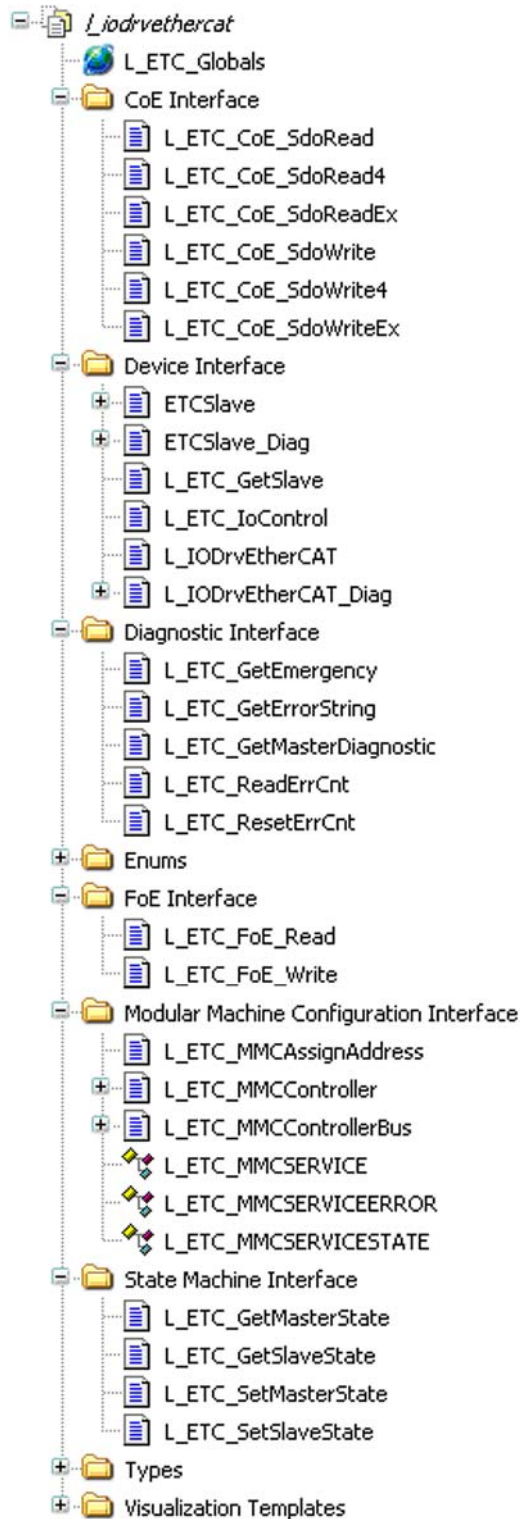 l_iodrvethercat
L_ETC_Globals
CoE Interface
L_ETC_CoE_SdoRead
L_ETC_CoE_SdoRead4
L_ETC_CoE_SdoReadEx
L_ETC_CoE_SdoWrite
L_ETC_CoE_SdoWrite4
L_ETC_CoE_SdoWriteEx
Device Interface
ETCSlave
ETCSlave_Diag
L_ETC_GetSlave
L_ETC_IoControl
L_IODrvEtherCAT
L_IODrvEtherCAT_Diag
Diagnostic Interface
L_ETC_GetEmergency
L_ETC_GetErrorString
L_ETC_GetMasterDiagnostic
L_ETC_ReadErrCnt
L_ETC_ResetErrCnt
Enums
FoE Interface
L_ETC_FoE_Read
L_ETC_FoE_Write
Modular Machine Configuration Interface
L_ETC_MMCAssignAddress
L_ETC_MMCController
L_ETC_MMCControllerBus
L_ETC_MMCSERVICE
L_ETC_MMCSERVICEERROR
L_ETC_MMCSERVICESTATE
State Machine Interface
L_ETC_GetMasterState
L_ETC_GetSlaveState
L_ETC_SetMasterState
L_ETC_SetSlaveState
Types
Visualization Templates